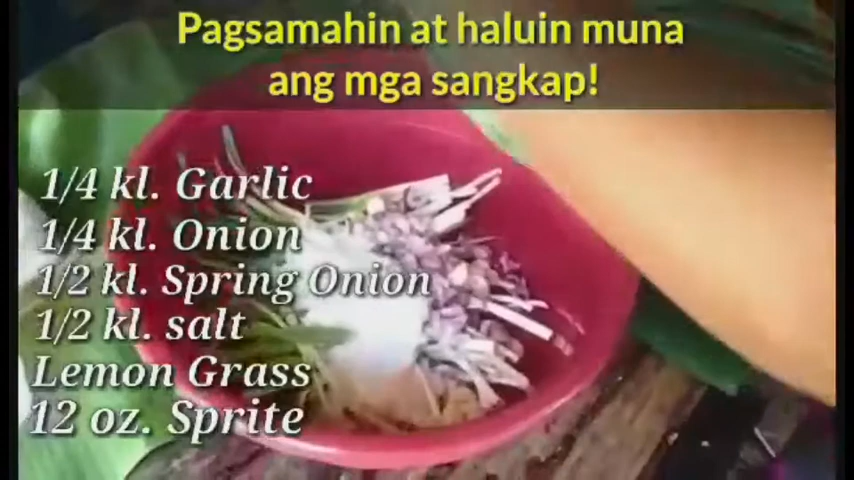 Pagsamahin at haluin muna
ang mga sangkap!
1/4 kl. Garlic
1/4 kl. Onion
1/2 kl. Spring Onion
1/2 kl. salt
Lemon Grass
12 oz. Sprite